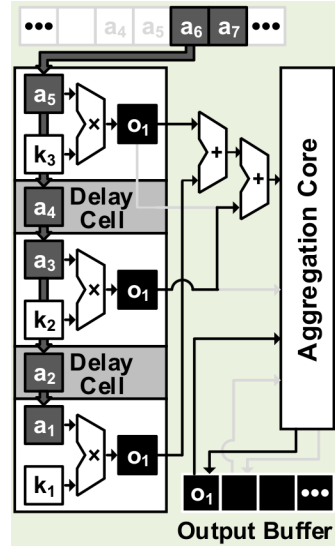 ••• a4 a5 a6 a7 •••
a5
× o1
k3
+
+
a4 Delay Cell
a3
× o1
k2
Aggregation Core
a2 Delay Cell
a1
× o1
k1
o1 •••
Output Buffer